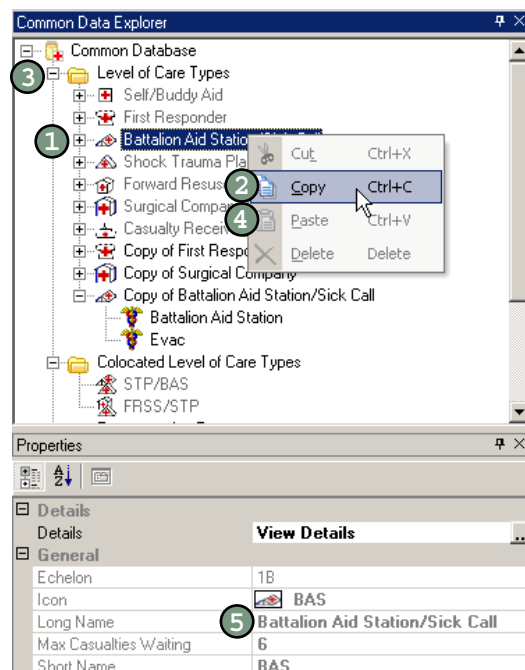 Common Data Explorer
Common Database
3 Level of Care Types
Self/Buddy Aid
First Responder
1 Battalion Aid Statio
Cut Ctrl+X
Shock Trauma Pla
2 Copy Ctrl+C
Forward Resus
4 Paste Ctrl+V
Surgical Compa
Casualty Receiv
Delete Delete
Copy of First Respo
Copy of Surgical Company
Copy of Battalion Aid Station/Sick Call
Battalion Aid Station
Evac
Colocated Level of Care Types
STP/BAS
FRSS/STP
Properties
Details
Details View Details ...
General
Echelon 1B
Icon BAS
Long Name 5 Battalion Aid Station/Sick Call
Max Casualties Waiting 6
Short Name BAS